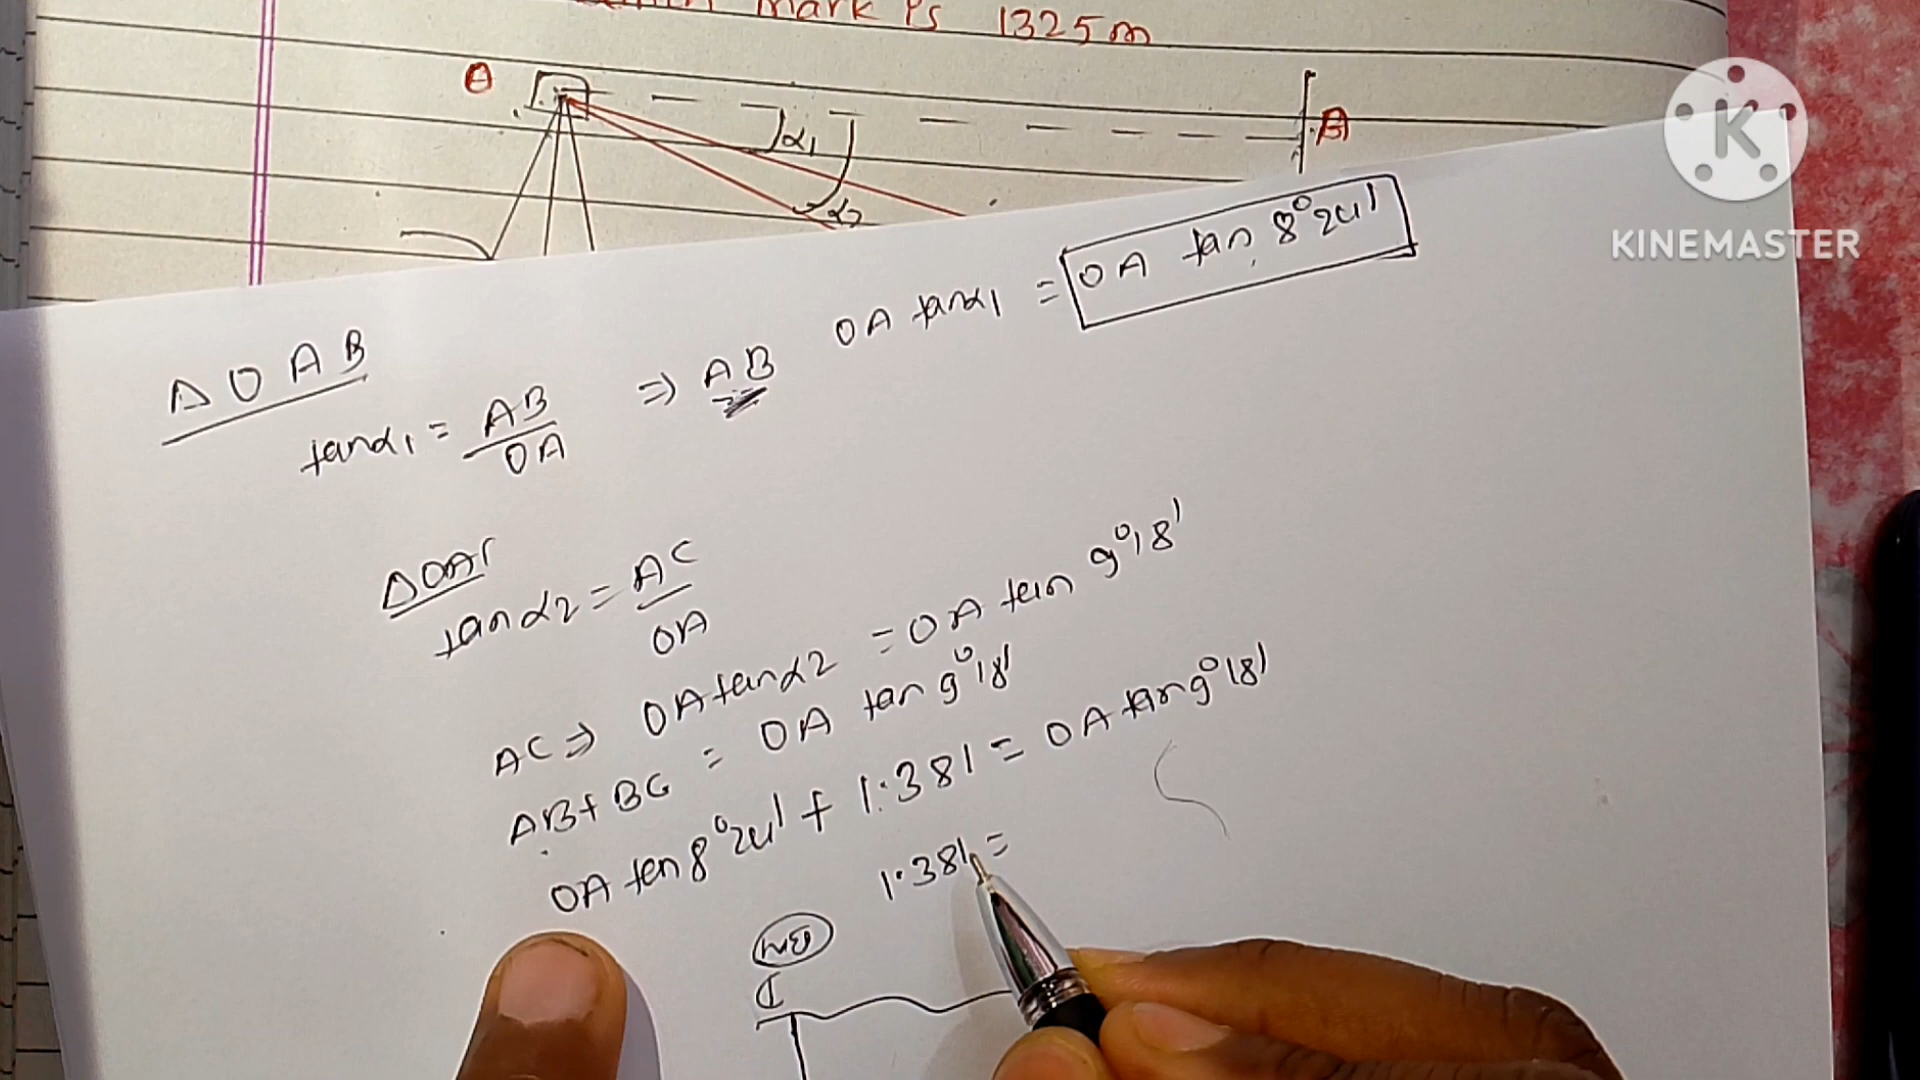 mark is 1325m
A
B
α1
α2
K
KINEMASTER
△OAB
tanα1 = AB/OA ⇒ AB OA tanα1 = OA tan 8°24'
△OAC
tanα2 = AC/OA
AC ⇒ OA tanα2 = OA tan 9°18'
AB + BC = OA tan 9°18'
OA tan 8°24' + 1.381 = OA tan 9°18'
1.381 =